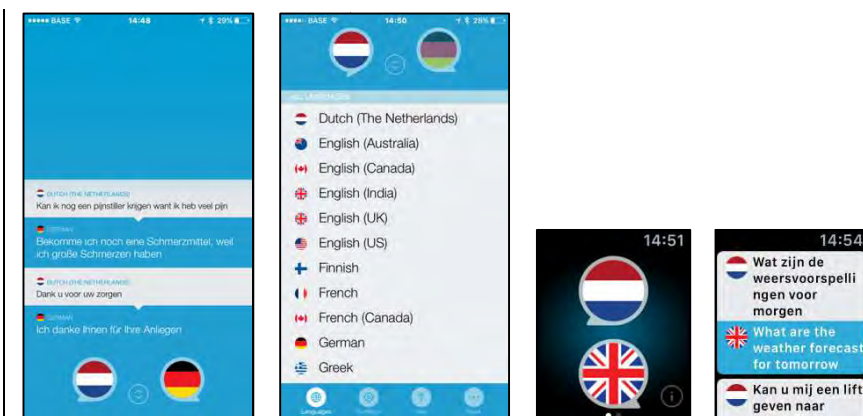 BASE 14:48 29%
DUTCH (THE NETHERLANDS)
Kan ik nog een pijnstiller krijgen want ik heb veel pijn
GERMAN
Bekomme ich noch eine Schmerzmittel, weil
ich große Schmerzen haben
DUTCH (THE NETHERLANDS)
Dank u voor uw zorgen
GERMAN
Ich danke Ihnen für Ihre Anliegen
BASE 14:50 28%
Dutch (The Netherlands)
English (Australia)
English (Canada)
English (India)
English (UK)
English (US)
Finnish
French
French (Canada)
German
Greek
Languages
14:51
14:54
Wat zijn de
weersvoorspelli
ngen voor
morgen
What are the
weather forecast
for tomorrow
Kan u mij een lift
geven naar